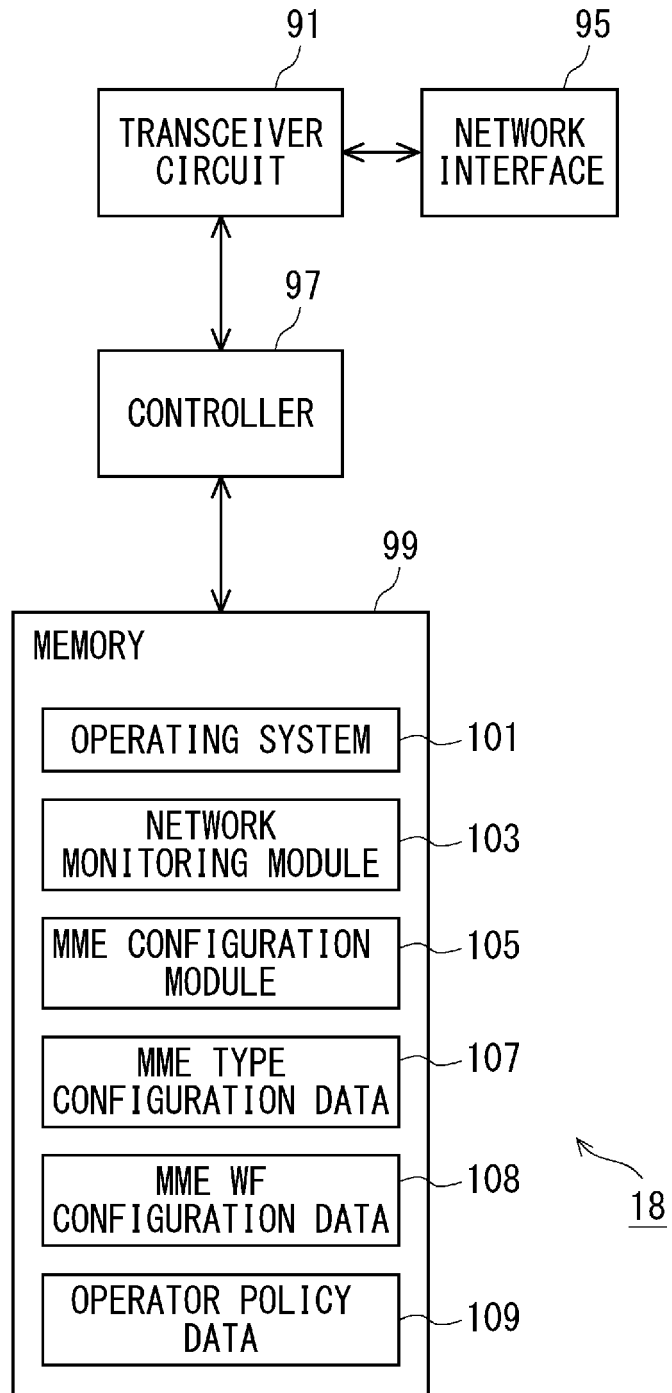 91
95
TRANSCEIVER
CIRCUIT
NETWORK
INTERFACE
97
CONTROLLER
99
MEMORY
OPERATING SYSTEM
101
NETWORK
MONITORING MODULE
103
MME CONFIGURATION
MODULE
105
MME TYPE
CONFIGURATION DATA
107
MME WF
CONFIGURATION DATA
108
18
OPERATOR POLICY
DATA
109